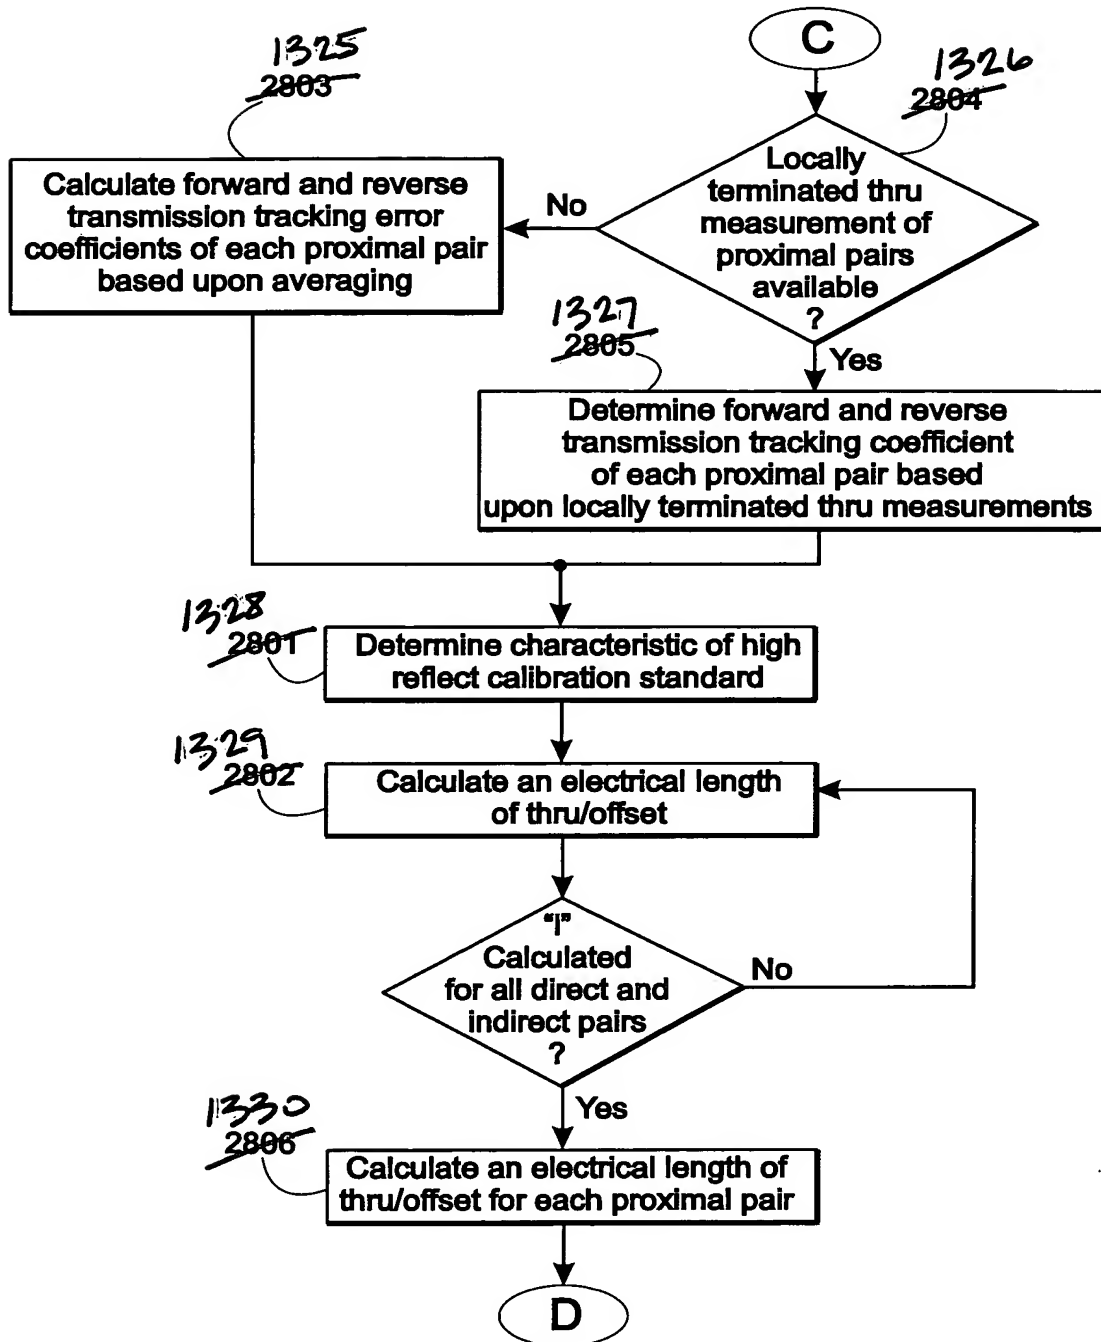 C
1325
2803
1326
2804
Locally
terminated thru
measurement of
proximal pairs
available
?
No
Calculate forward and reverse
transmission tracking error
coefficients of each proximal pair
based upon averaging
1327
2805
Yes
Determine forward and reverse
transmission tracking coefficient
of each proximal pair based
upon locally terminated thru measurements
1328
2801
Determine characteristic of high
reflect calibration standard
1329
2802
Calculate an electrical length
of thru/offset
"l"
Calculated
for all direct and
indirect pairs
?
No
Yes
1330
2806
Calculate an electrical length of
thru/offset for each proximal pair
D